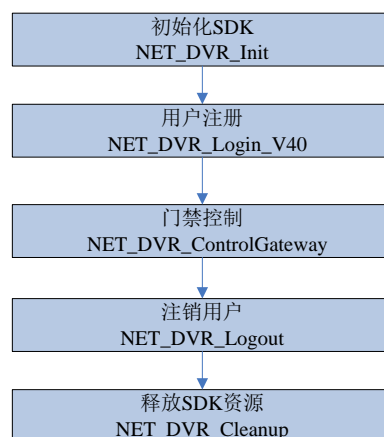 初始化SDK
NET_DVR_Init
用户注册
NET_DVR_Login_V40
门禁控制
NET_DVR_ControlGateway
注销用户
NET_DVR_Logout
释放SDK资源
NET_DVR_Cleanup